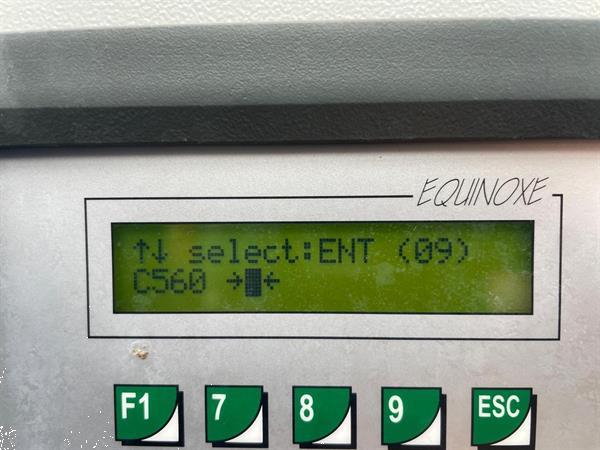 EQUINOXE
↑↓ select:ENT (09)
C560 →█←
F1 7 8 9 ESC